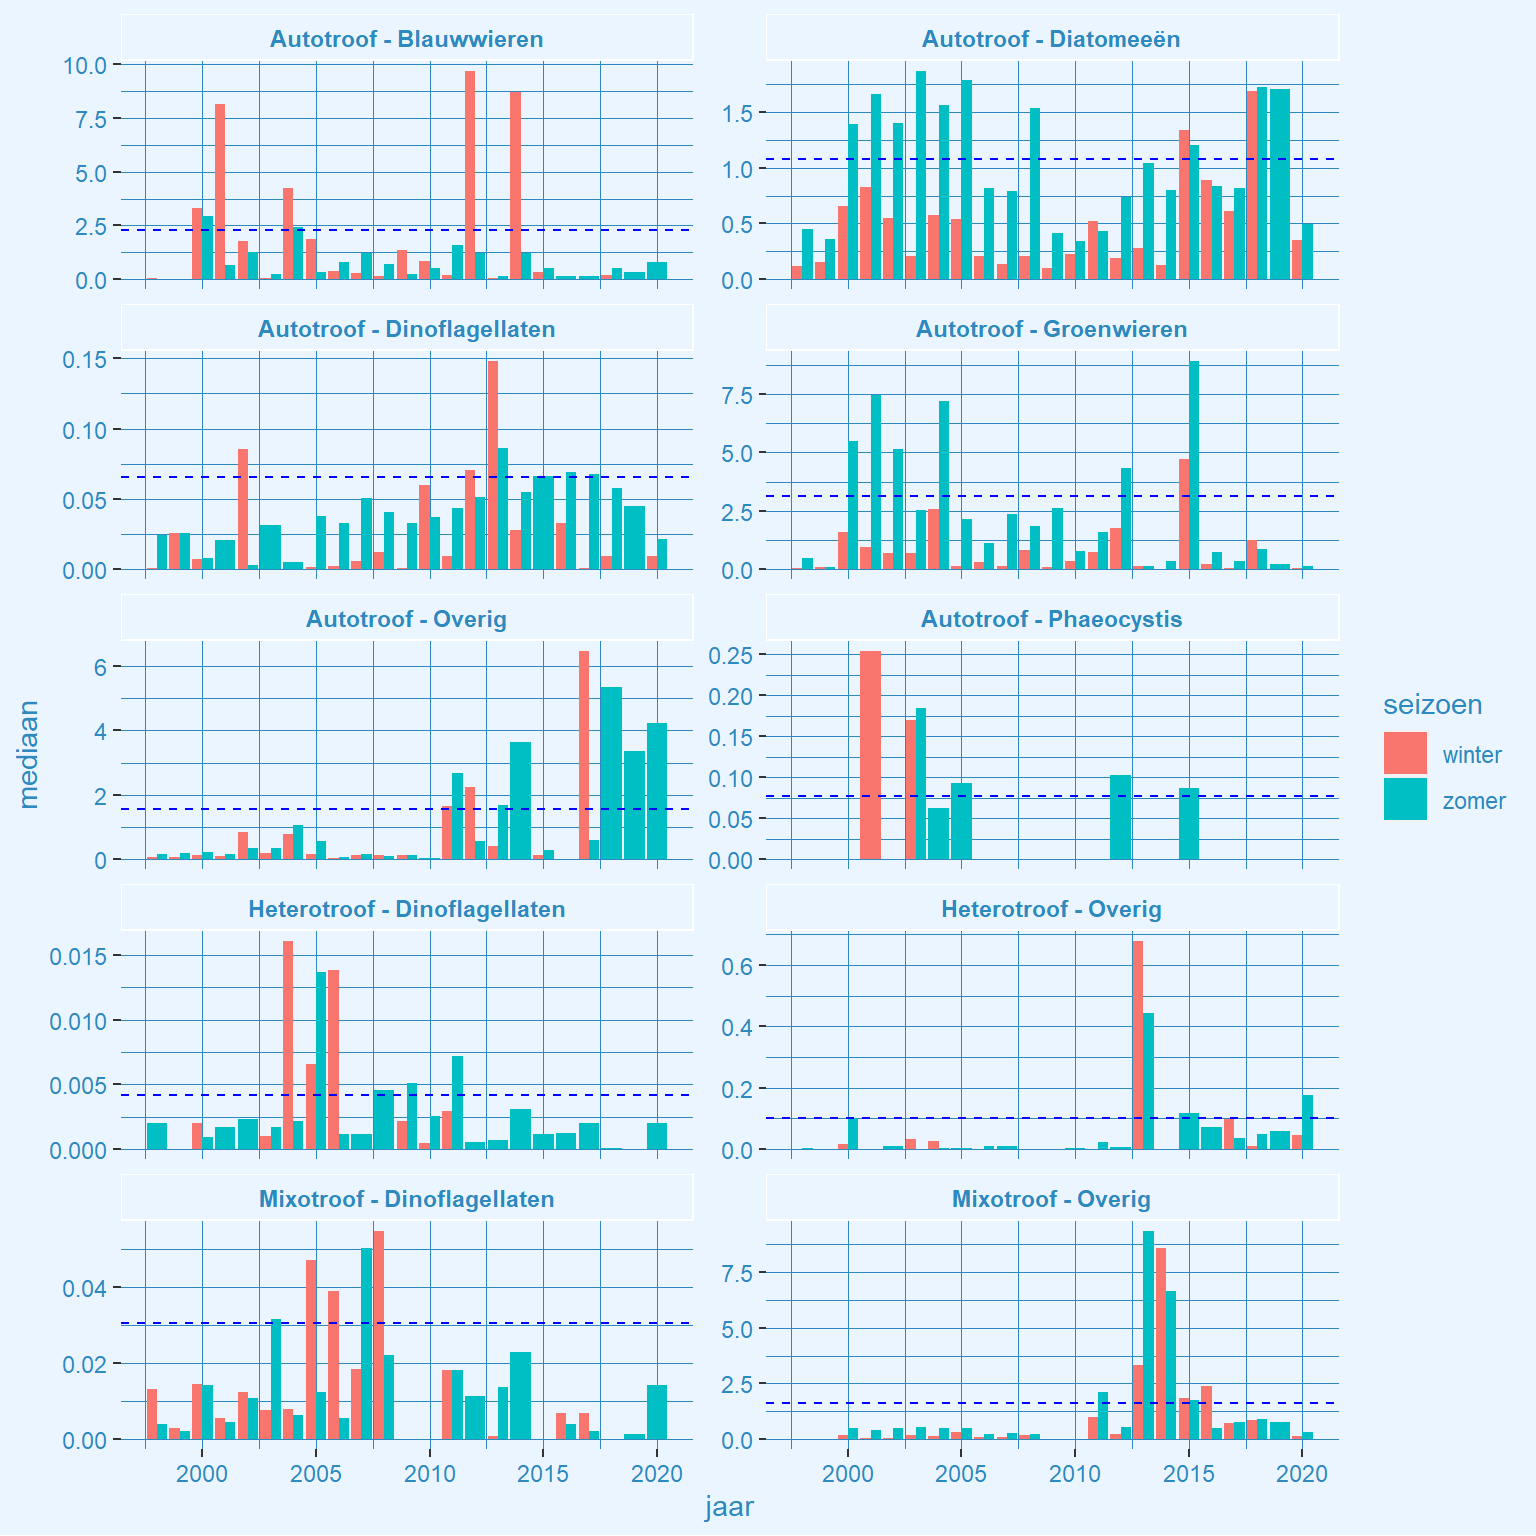 Autotroof - Blauwwieren
Autotroof - Diatomeeën
10.0
7.5
5.0
2.5
0.0
1.5
1.0
0.5
0.0
Autotroof - Dinoflagellaten
Autotroof - Groenwieren
0.15
0.10
0.05
0.00
7.5
5.0
2.5
0.0
Autotroof - Overig
Autotroof - Phaeocystis
6
4
2
0
0.25
0.20
0.15
0.10
0.05
0.00
Heterotroof - Dinoflagellaten
Heterotroof - Overig
0.015
0.010
0.005
0.000
0.6
0.4
0.2
0.0
Mixotroof - Dinoflagellaten
Mixotroof - Overig
0.04
0.02
0.00
7.5
5.0
2.5
0.0
2000 2005 2010 2015 2020
2000 2005 2010 2015 2020
jaar
mediaan
seizoen
winter
zomer